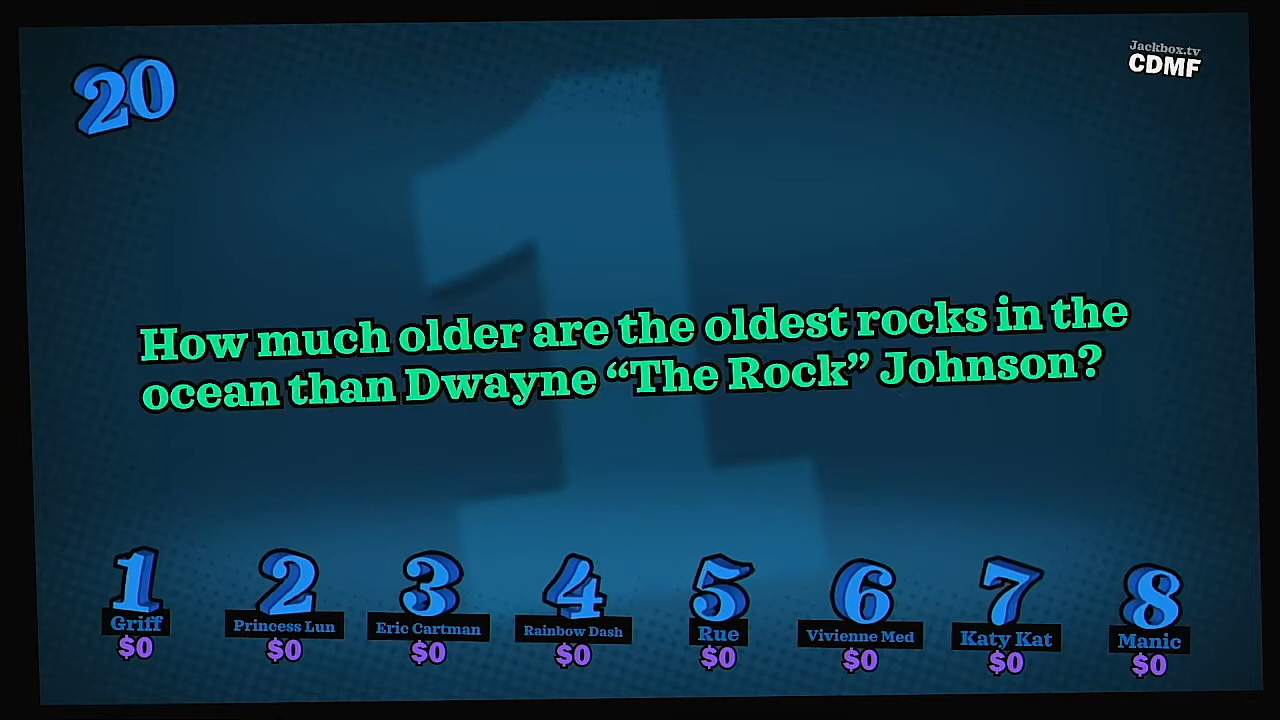 20
Jackbox.tv
CDMF
How much older are the oldest rocks in the
ocean than Dwayne “The Rock” Johnson?
1 2 3 4 5 6 7 8
Griff Princess Lun Eric Cartman Rainbow Dash Rue Vivienne Med Katy Kat Manic
$0 $0 $0 $0 $0 $0 $0 $0